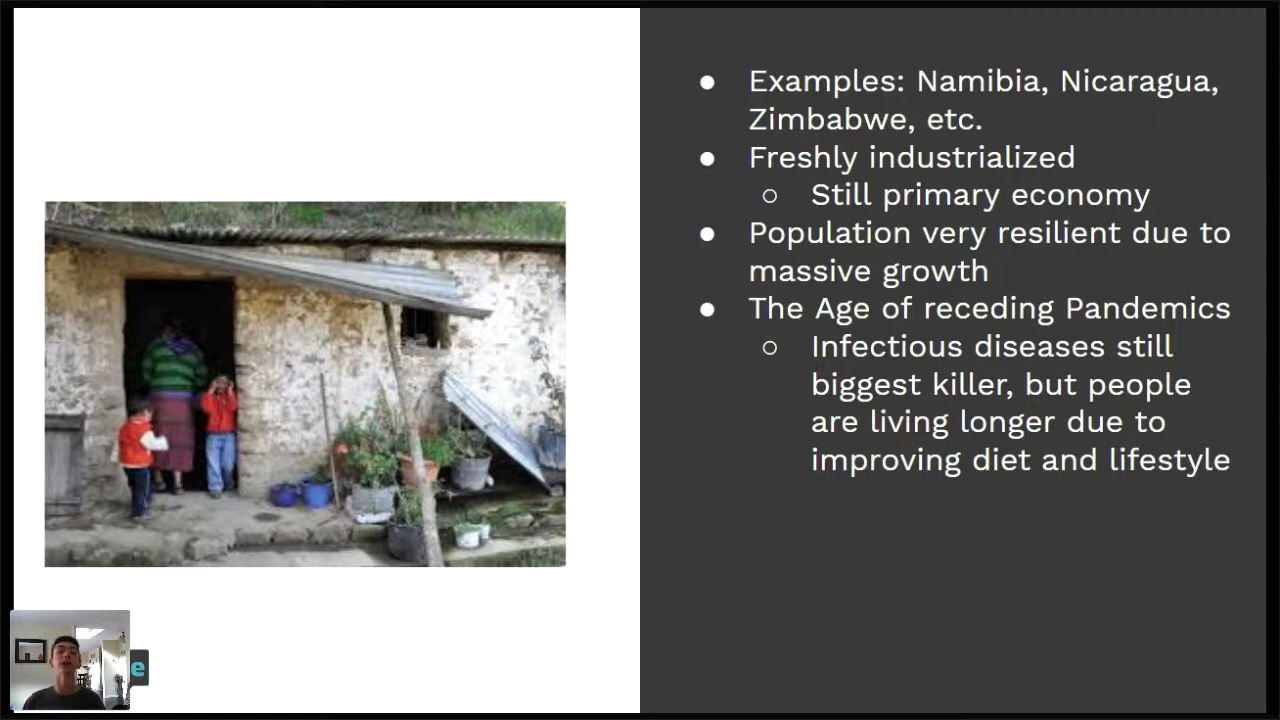 ● Examples: Namibia, Nicaragua,
Zimbabwe, etc.
● Freshly industrialized
○ Still primary economy
● Population very resilient due to
massive growth
● The Age of receding Pandemics
○ Infectious diseases still
biggest killer, but people
are living longer due to
improving diet and lifestyle
e